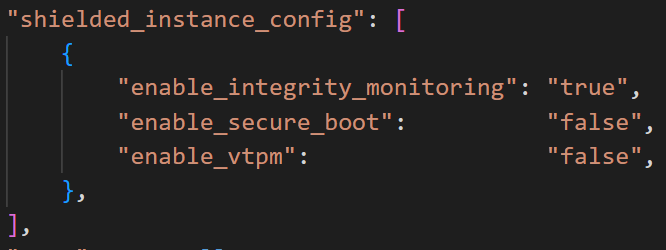 "shielded_instance_config": [
{
"enable_integrity_monitoring": "true",
"enable_secure_boot": "false",
"enable_vtpm": "false",
},
],